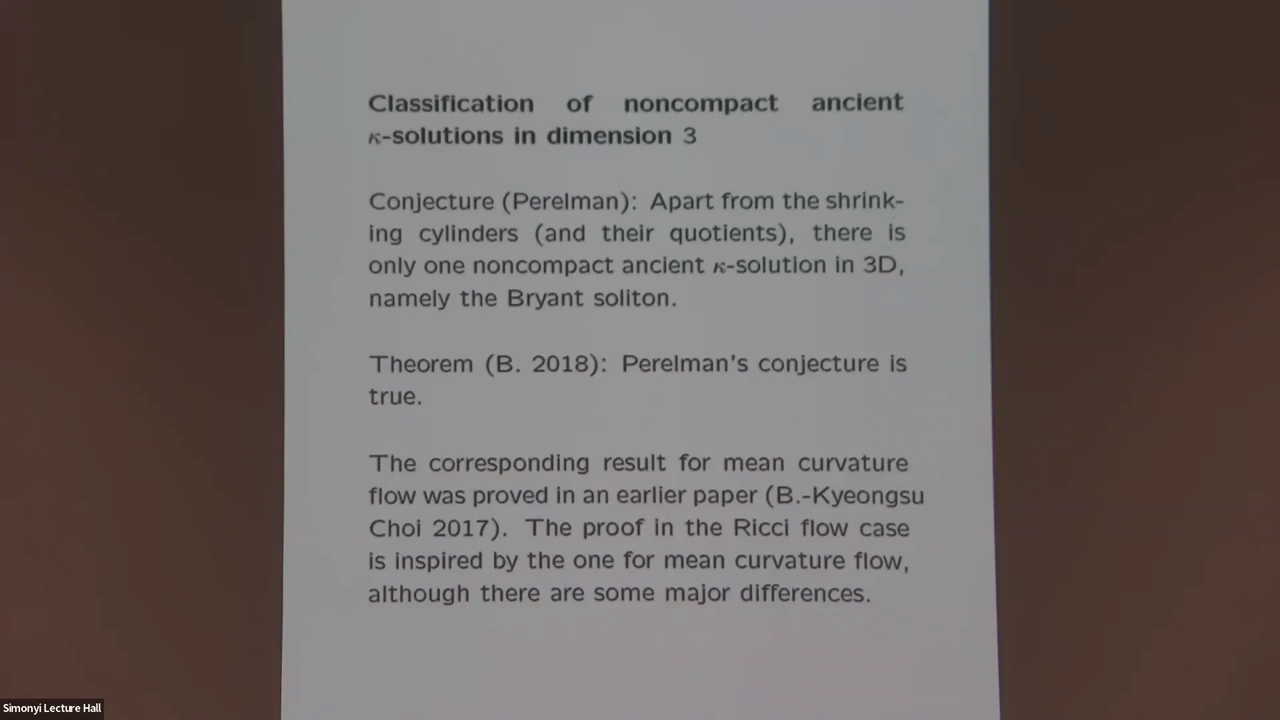 Classification of noncompact ancient
κ-solutions in dimension 3
Conjecture (Perelman): Apart from the shrink-
ing cylinders (and their quotients), there is
only one noncompact ancient κ-solution in 3D,
namely the Bryant soliton.
Theorem (B. 2018): Perelman's conjecture is
true.
The corresponding result for mean curvature
flow was proved in an earlier paper (B.-Kyeongsu
Choi 2017). The proof in the Ricci flow case
is inspired by the one for mean curvature flow,
although there are some major differences.
Simonyi Lecture Hall